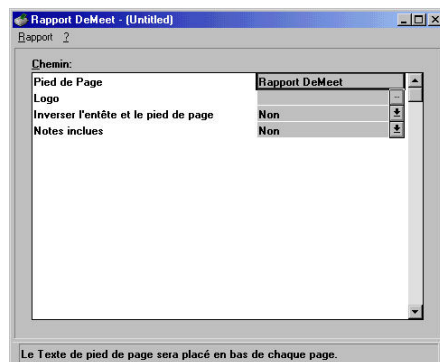 Rapport DeMeet - (Untitled)
Rapport ?
Chemin:
Pied de Page Rapport DeMeet
Logo ...
Inverser l'entête et le pied de page Non
Notes inclues Non
Le Texte de pied de page sera placé en bas de chaque page.